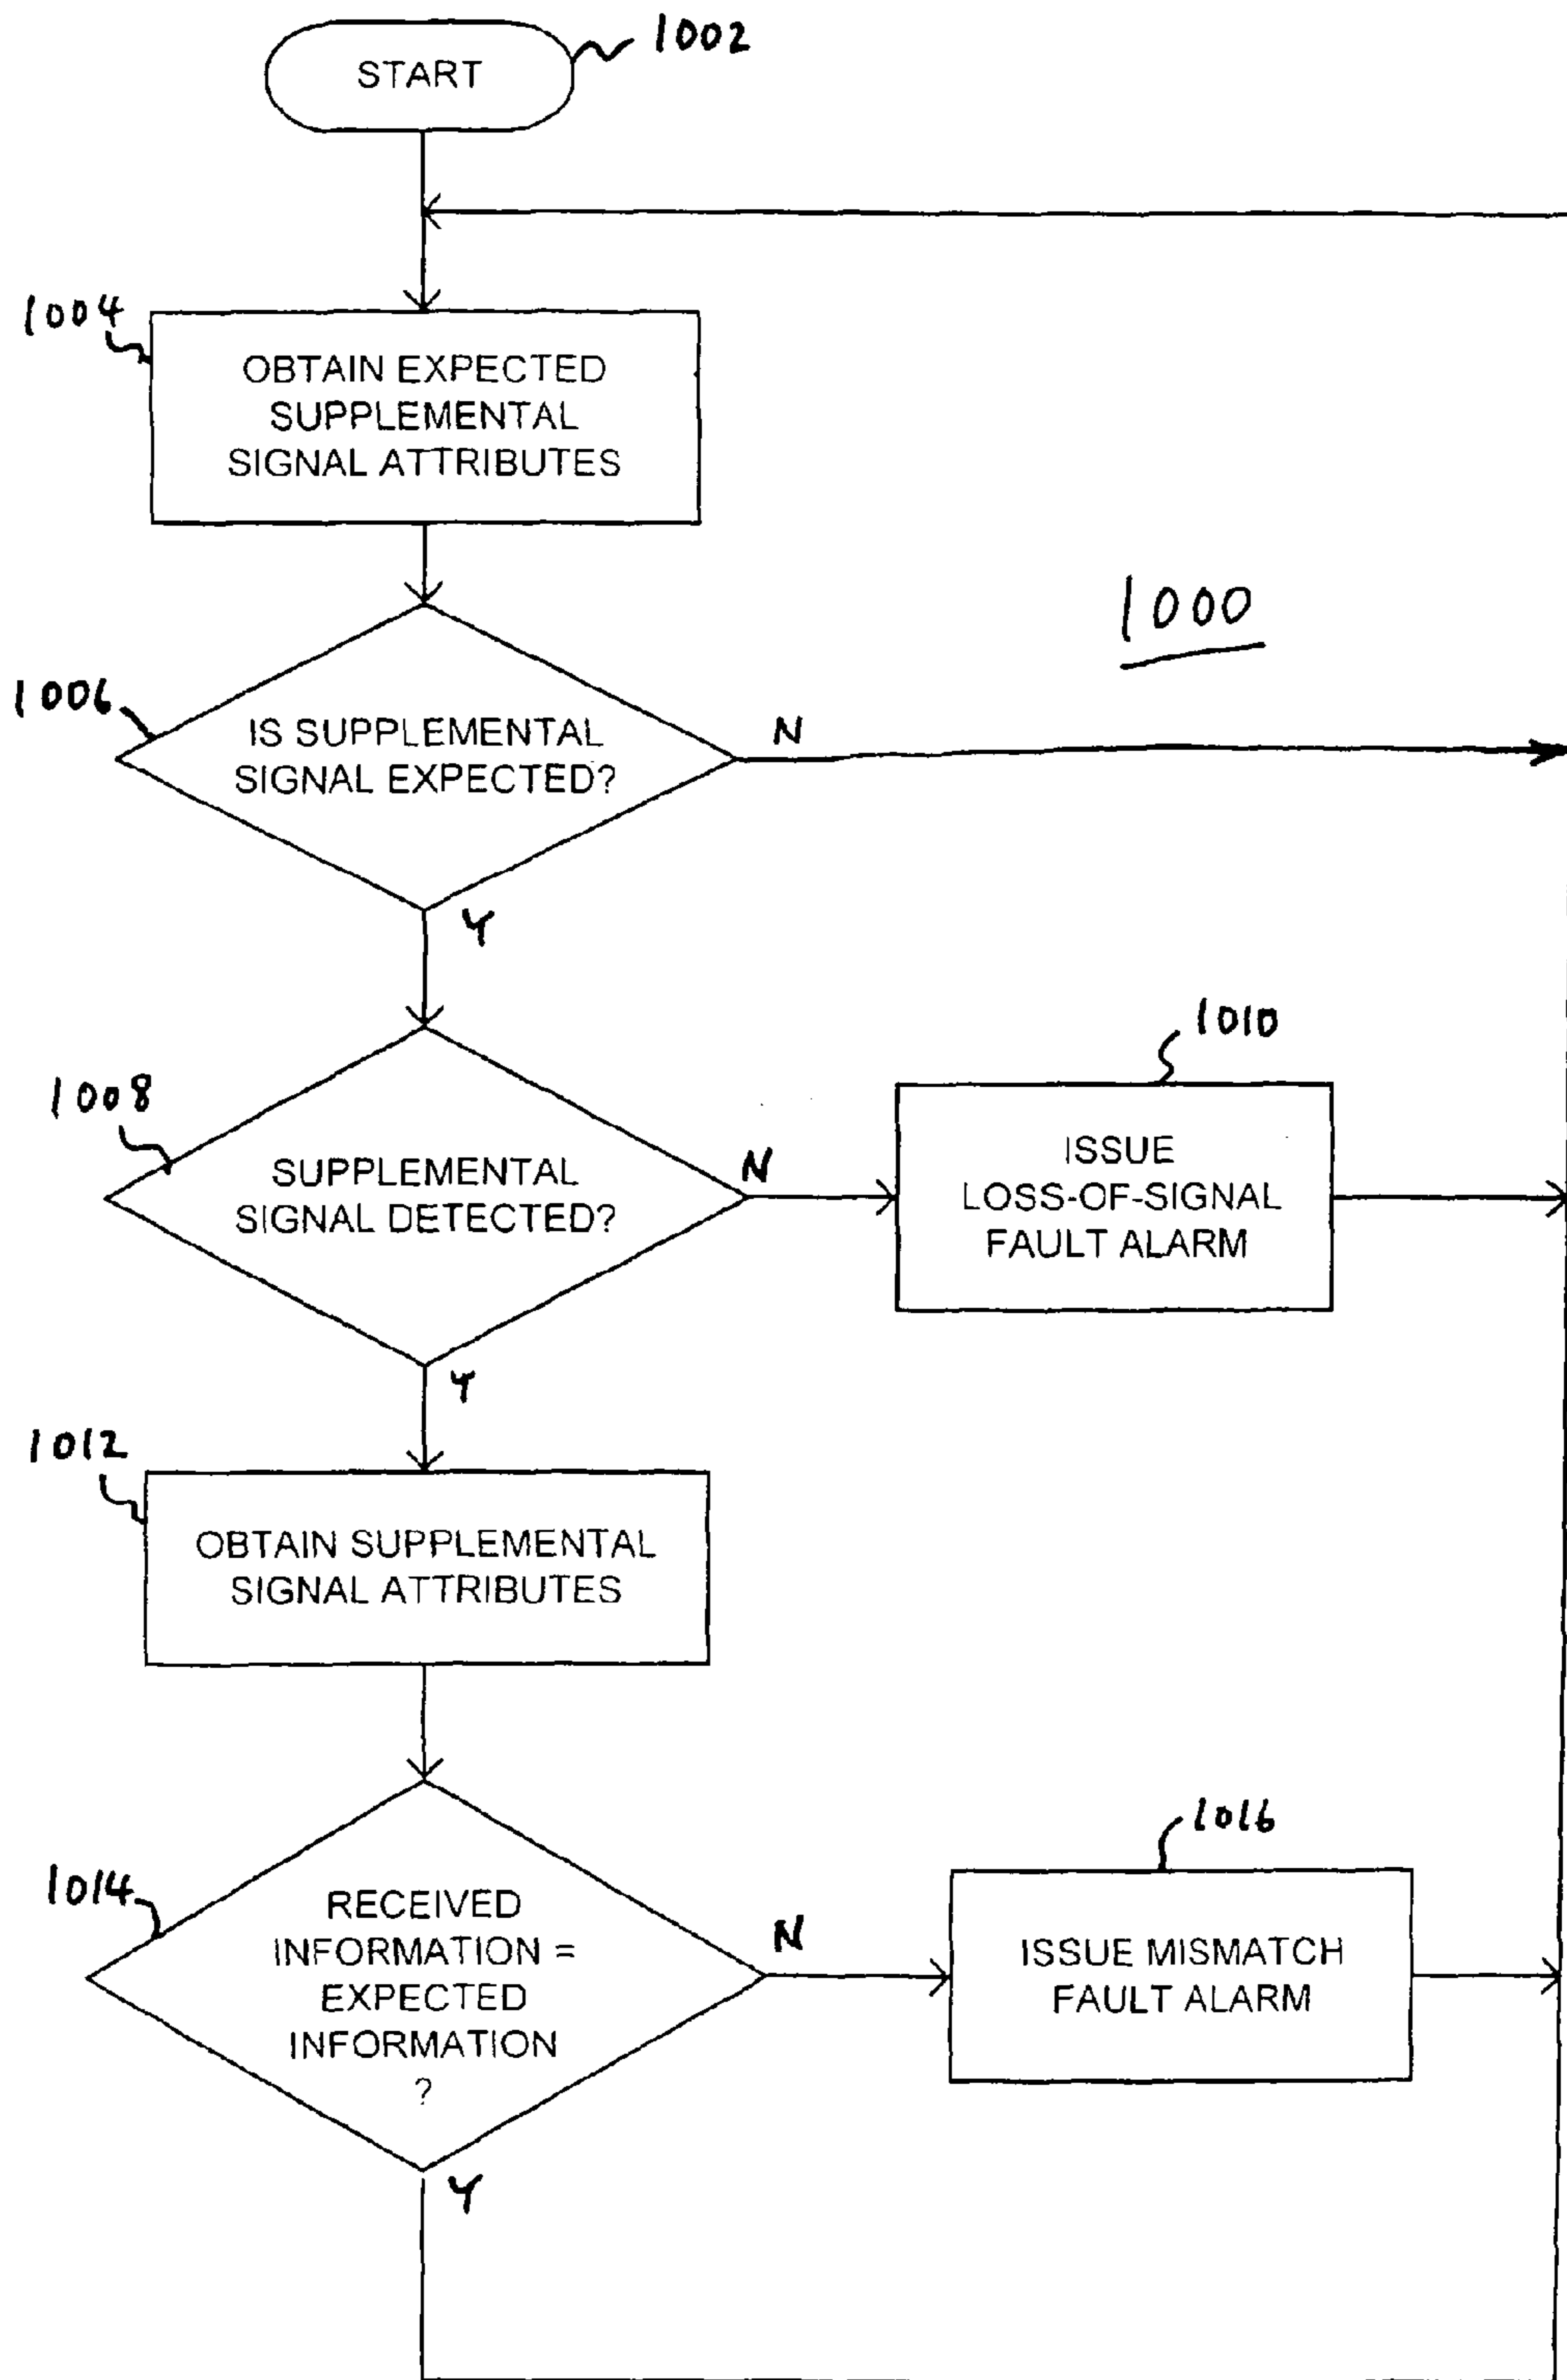 1002
START
1004
OBTAIN EXPECTED
SUPPLEMENTAL
SIGNAL ATTRIBUTES
1000
1006
IS SUPPLEMENTAL
SIGNAL EXPECTED?
N
Y
1008
SUPPLEMENTAL
SIGNAL DETECTED?
N
1010
ISSUE
LOSS-OF-SIGNAL
FAULT ALARM
Y
1012
OBTAIN SUPPLEMENTAL
SIGNAL ATTRIBUTES
1014
RECEIVED
INFORMATION =
EXPECTED
INFORMATION
?
N
1016
ISSUE MISMATCH
FAULT ALARM
Y